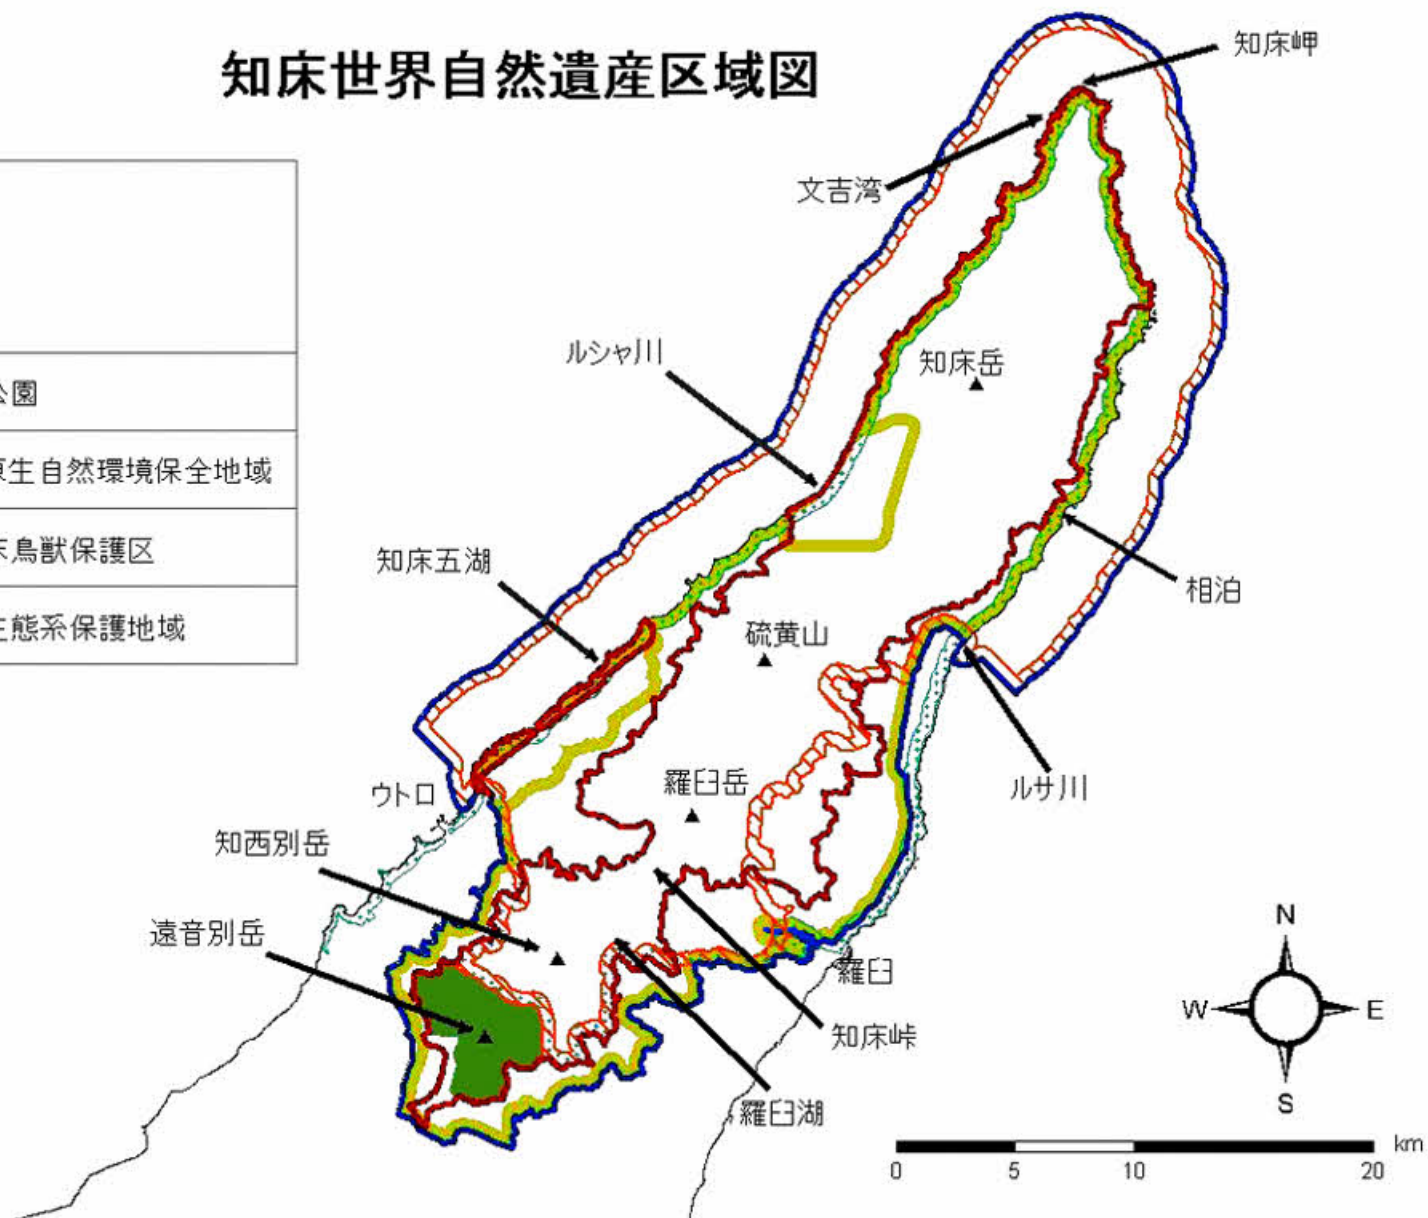 知床世界自然遺産区域図
知床岬
文吉湾
ルシャ川
知床岳
公園
原生自然環境保全地域
床鳥獣保護区
知床五湖
生態系保護地域
相泊
硫黄山
ルサ川
ウトロ
羅臼岳
知西別岳
遠音別岳
羅臼
知床峠
羅臼湖
N
W E
S
km
0 5 10 20